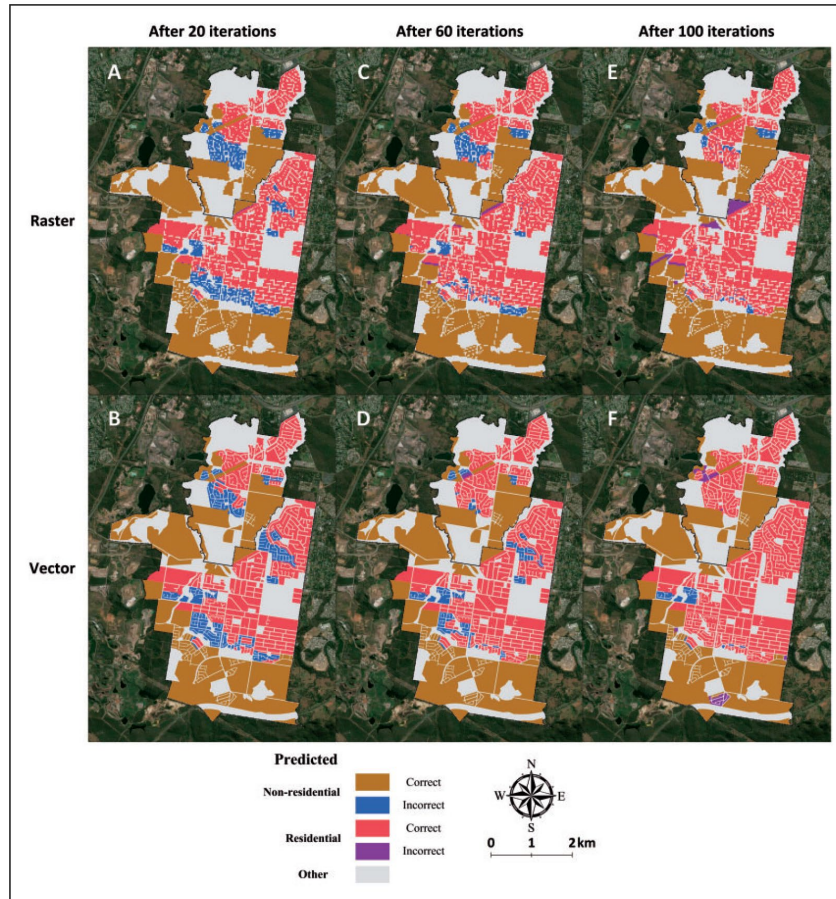 After 20 iterations After 60 iterations After 100 iterations
A C E
Raster
B D F
Vector
Predicted
Non-residential Correct
Incorrect
Residential Correct
Incorrect
Other
N
W E
S
0 1 2 km